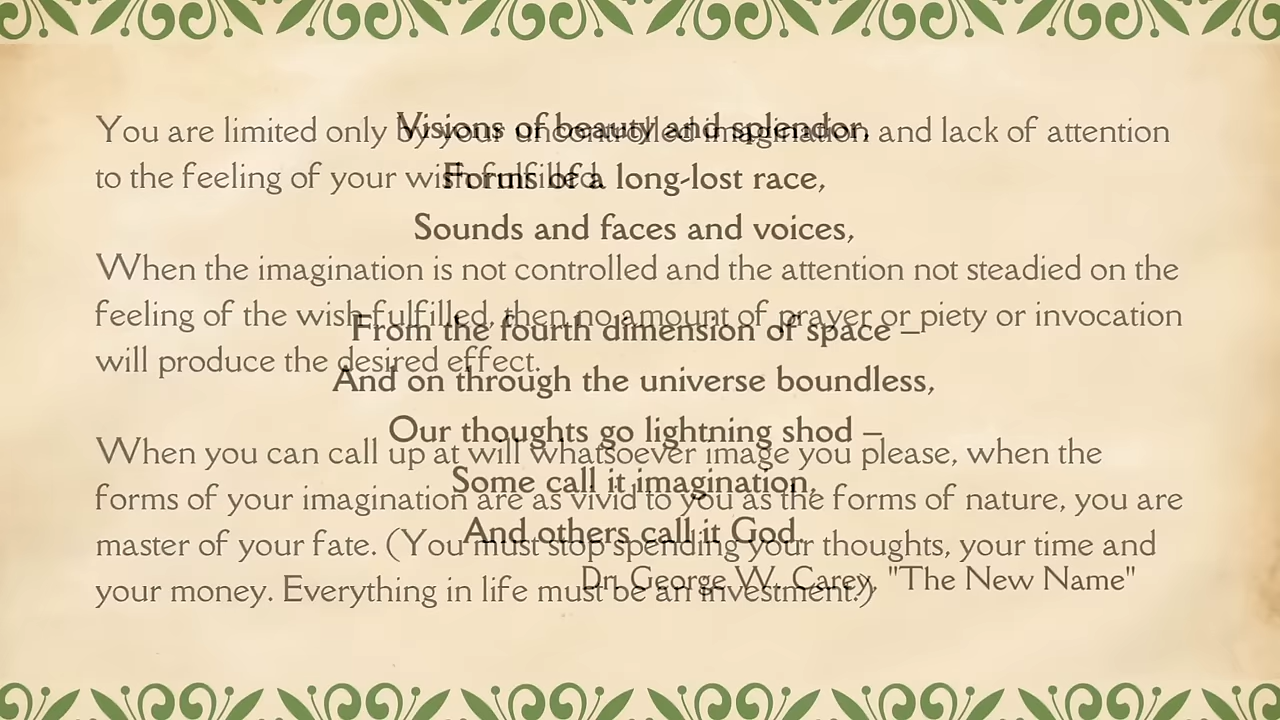 You are limited only by your uncontrolled imagination and lack of attention
to the feeling of your wish fulfilled.
When the imagination is not controlled and the attention not steadied on the
feeling of the wish fulfilled, then no amount of prayer or piety or invocation
will produce the desired effect.
When you can call up at will whatsoever image you please, when the
forms of your imagination are as vivid to you as the forms of nature, you are
master of your fate. (You must stop spending your thoughts, your time and
your money. Everything in life must be an investment.)
Visions of beauty and splendor,
Forms of a long-lost race,
Sounds and faces and voices,
From the fourth dimension of space –
And on through the universe boundless,
Our thoughts go lightning shod –
Some call it imagination,
And others call it God.
Dr. George W. Carey, "The New Name"